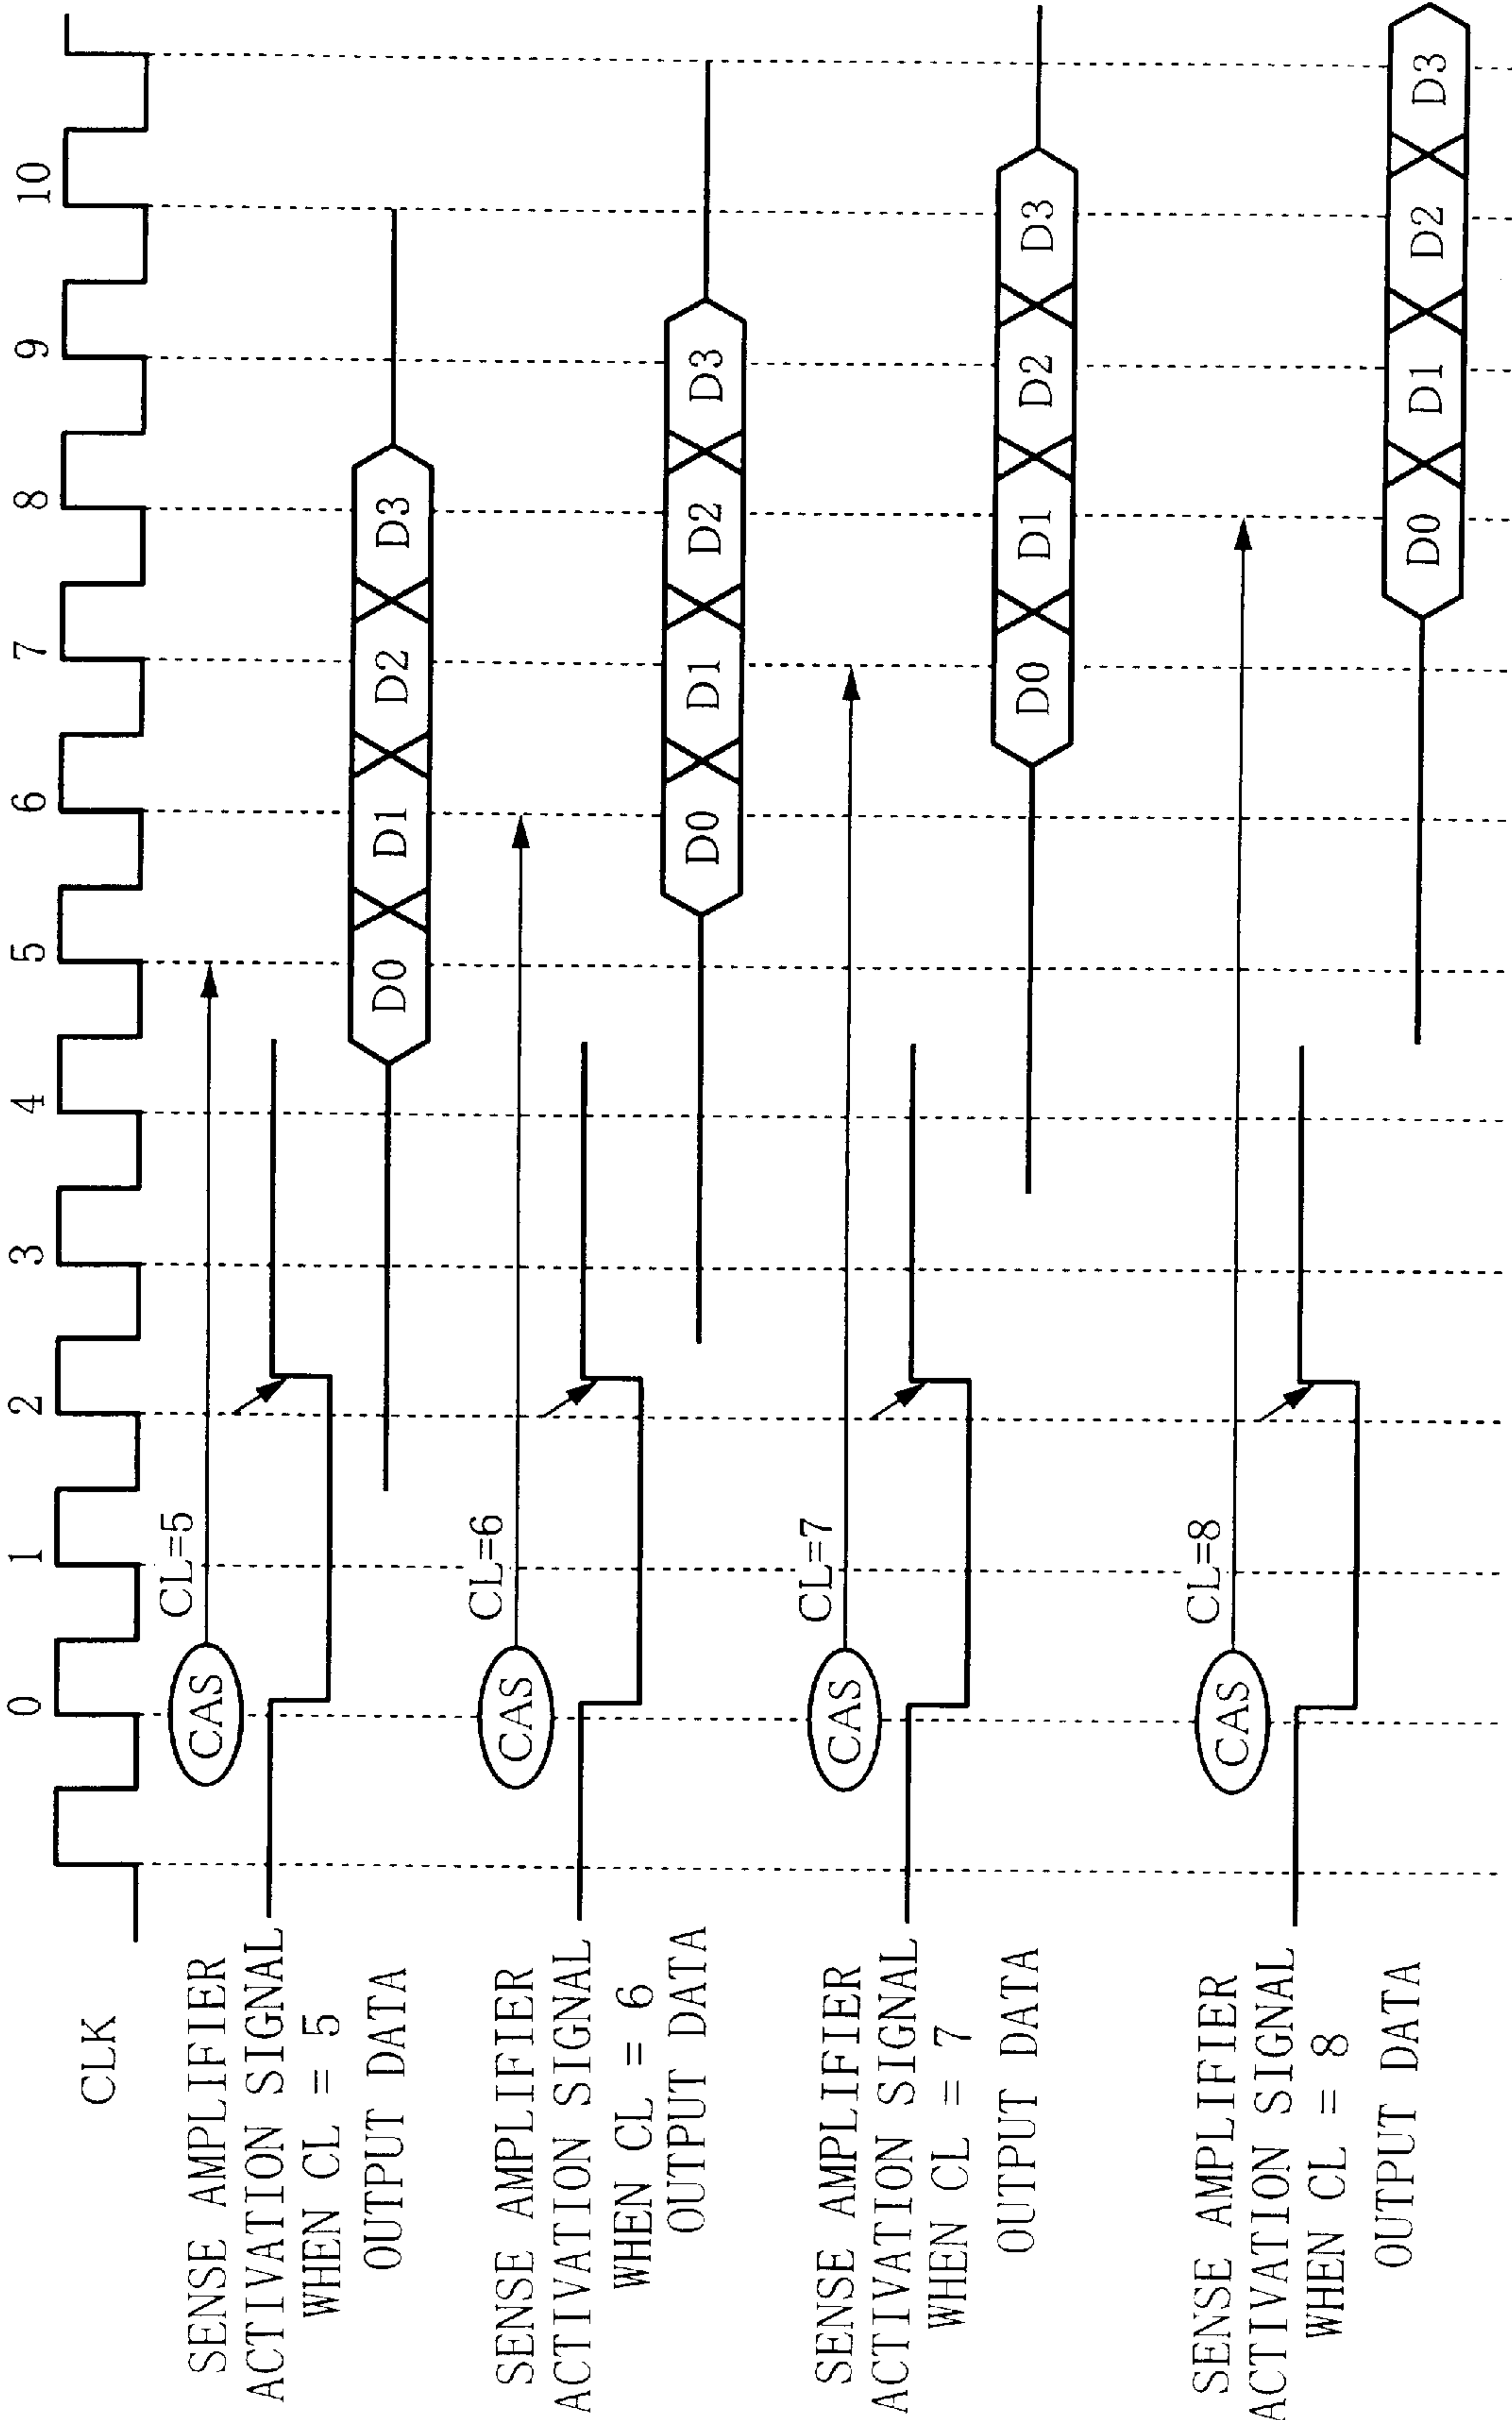 0 1 2 3 4 5 6 7 8 9 10
CLK
CAS CL=5
SENSE AMPLIFIER
ACTIVATION SIGNAL
WHEN CL = 5
OUTPUT DATA D0 D1 D2 D3
CAS CL=6
SENSE AMPLIFIER
ACTIVATION SIGNAL
WHEN CL = 6
OUTPUT DATA D0 D1 D2 D3
CAS CL=7
SENSE AMPLIFIER
ACTIVATION SIGNAL
WHEN CL = 7
OUTPUT DATA D0 D1 D2 D3
CAS CL=8
SENSE AMPLIFIER
ACTIVATION SIGNAL
WHEN CL = 8
OUTPUT DATA D0 D1 D2 D3